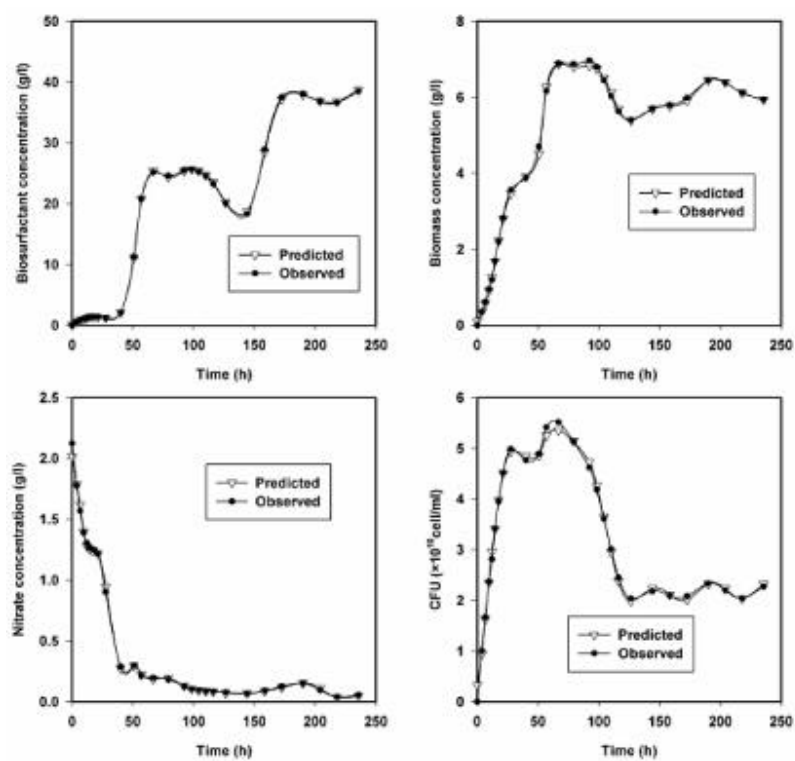 Biosurfactant concentration (g/l)
50
40
30
20
10
0
Predicted
Observed
0 50 100 150 200 250
Time (h)
Biomass concentration (g/l)
8
6
4
2
0
Predicted
Observed
0 50 100 150 200 250
Time (h)
Nitrate concentration (g/l)
2.5
2.0
1.5
1.0
0.5
0.0
Predicted
Observed
0 50 100 150 200 250
Time (h)
CFU (×10¹⁰cell/ml)
6
5
4
3
2
1
0
Predicted
Observed
0 50 100 150 200 250
Time (h)